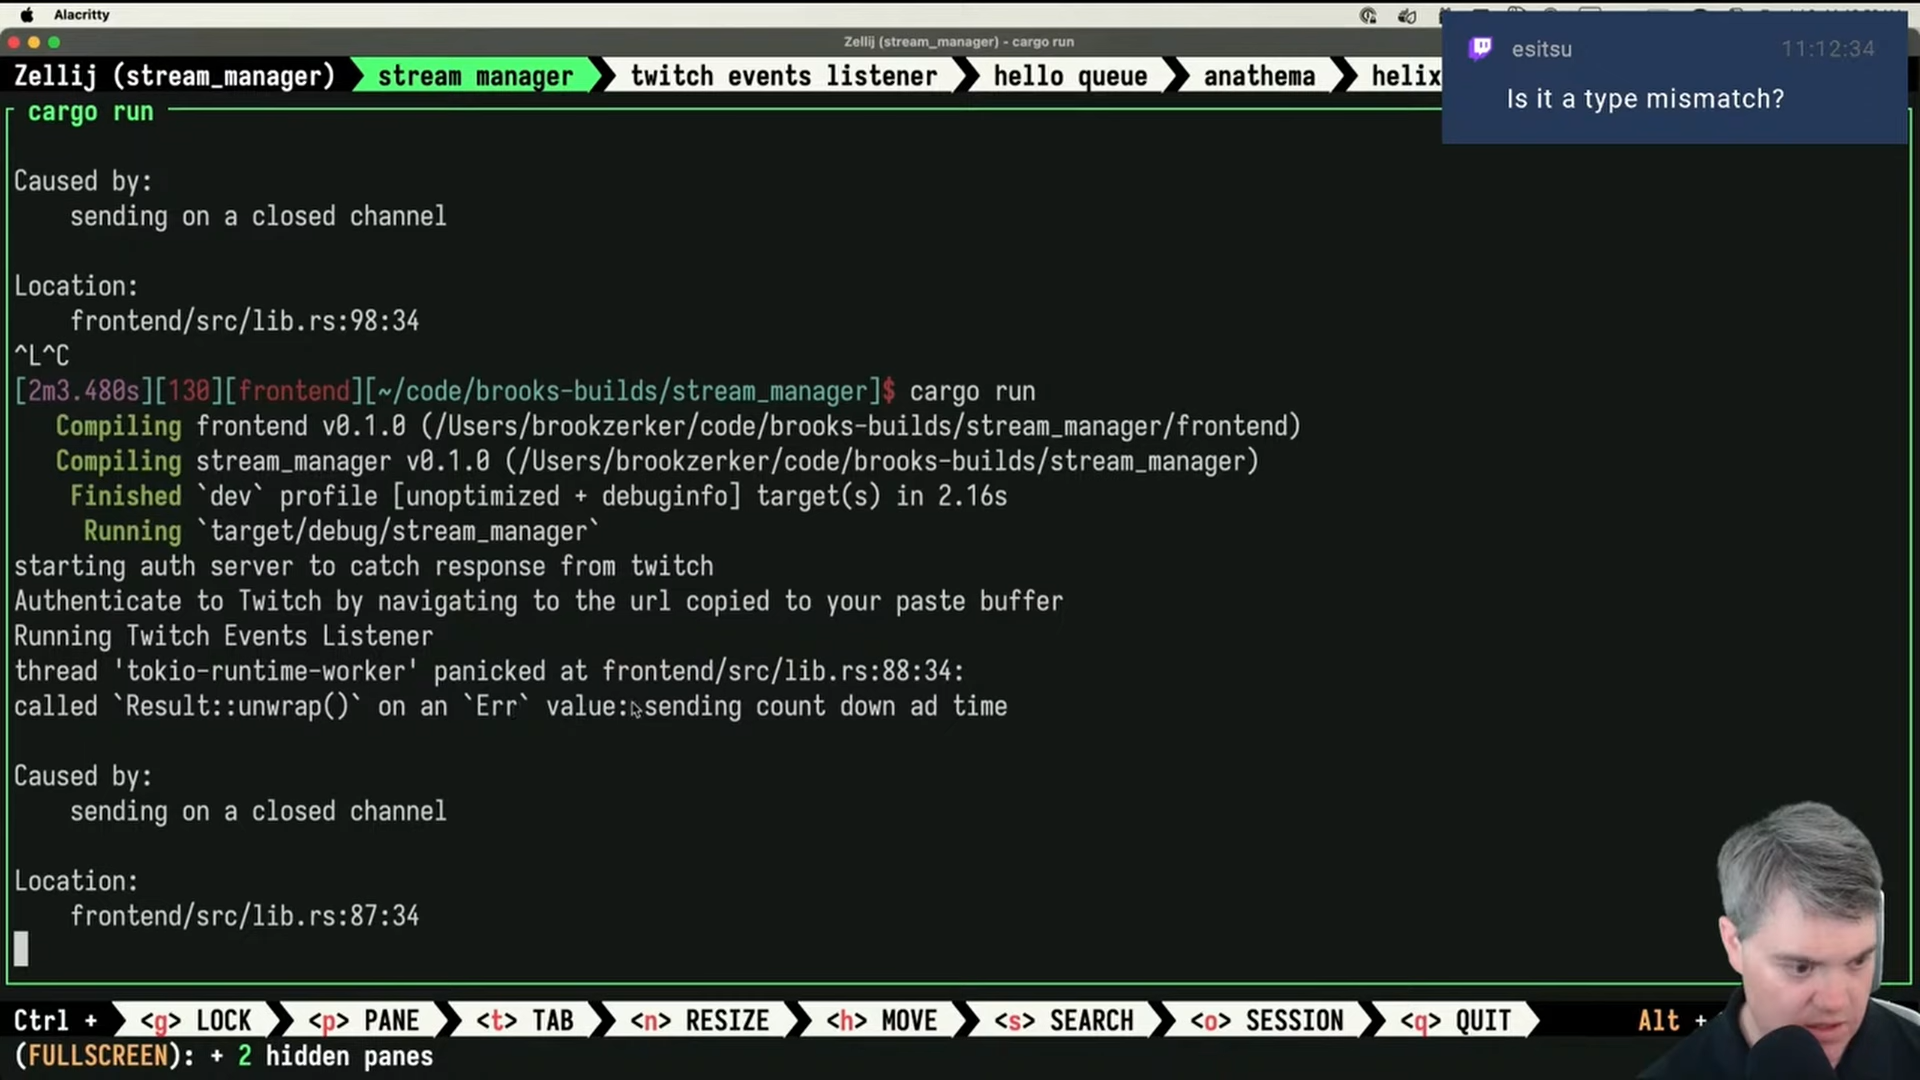 Alacritty
Zellij (stream_manager) - cargo run
Zellij (stream_manager) stream manager twitch events listener hello queue anathema helix
esitsu 11:12:34
Is it a type mismatch?
cargo run
Caused by:
sending on a closed channel
Location:
frontend/src/lib.rs:98:34
^L^C
[2m3.480s][130][frontend][~/code/brooks-builds/stream_manager]$ cargo run
Compiling frontend v0.1.0 (/Users/brookzerker/code/brooks-builds/stream_manager/frontend)
Compiling stream_manager v0.1.0 (/Users/brookzerker/code/brooks-builds/stream_manager)
Finished `dev` profile [unoptimized + debuginfo] target(s) in 2.16s
Running `target/debug/stream_manager`
starting auth server to catch response from twitch
Authenticate to Twitch by navigating to the url copied to your paste buffer
Running Twitch Events Listener
thread 'tokio-runtime-worker' panicked at frontend/src/lib.rs:88:34:
called `Result::unwrap()` on an `Err` value: sending count down ad time
Caused by:
sending on a closed channel
Location:
frontend/src/lib.rs:87:34
Ctrl + <g> LOCK <p> PANE <t> TAB <n> RESIZE <h> MOVE <s> SEARCH <o> SESSION <q> QUIT Alt +
(FULLSCREEN): + 2 hidden panes